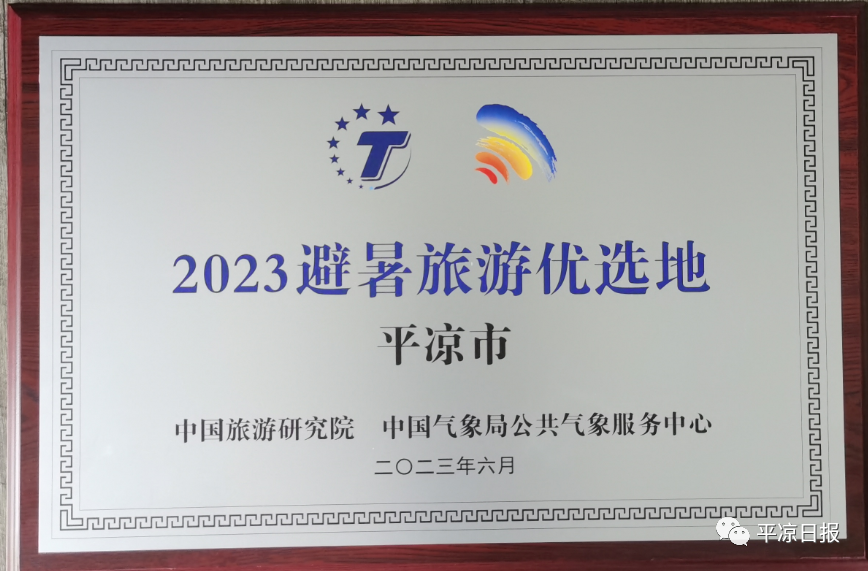 T
2023避暑旅游优选地
平凉市
中国旅游研究院 中国气象局公共气象服务中心
二〇二三年六月
平凉日报